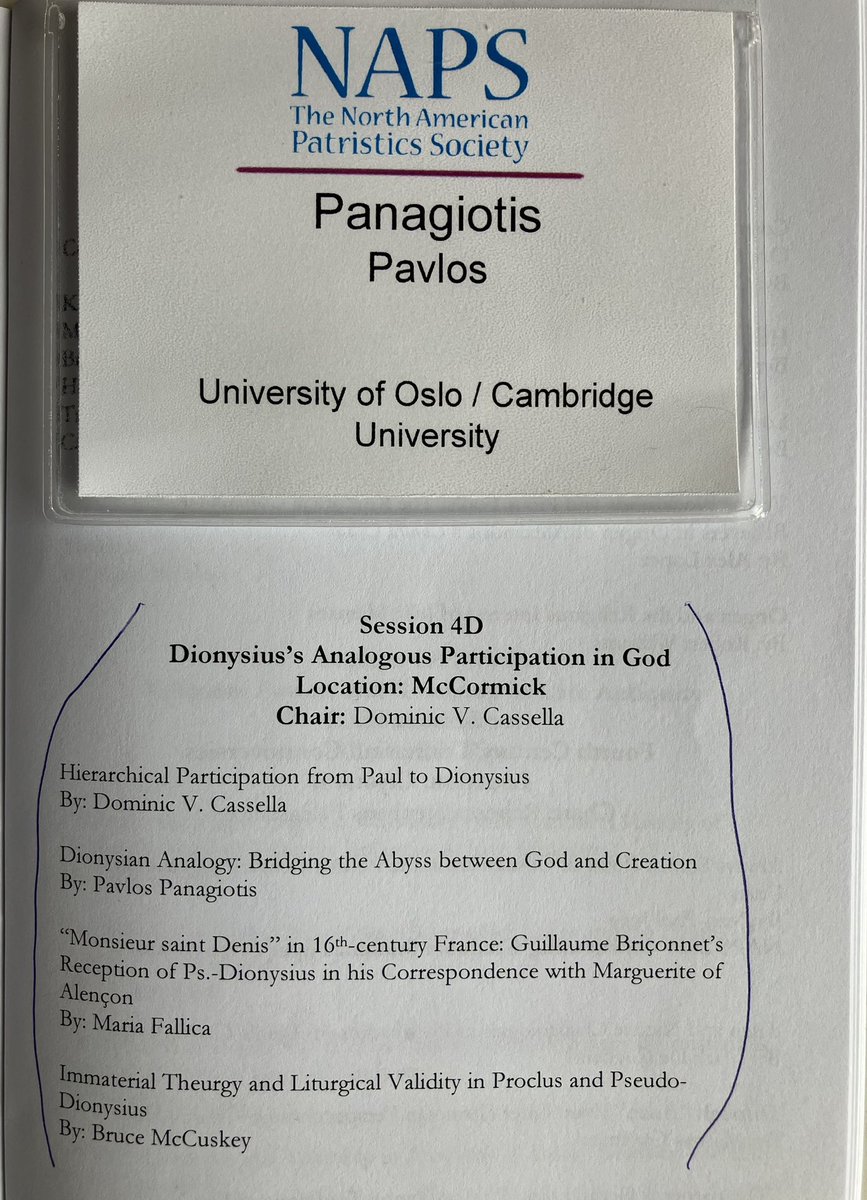 NAPS
The North American
Patristics Society
Panagiotis
Pavlos
University of Oslo / Cambridge
University
By: Alex Lopez
Session 4D
Dionysius's Analogous Participation in God
Location: McCormick
Chair: Dominic V. Cassella
Hierarchical Participation from Paul to Dionysius
By: Dominic V. Cassella
Dionysian Analogy: Bridging the Abyss between God and Creation
By: Pavlos Panagiotis
“Monsieur saint Denis” in 16th-century France: Guillaume Briçonnet’s
Reception of Ps.-Dionysius in his Correspondence with Marguerite of
Alençon
By: Maria Fallica
Immaterial Theurgy and Liturgical Validity in Proclus and Pseudo-
Dionysius
By: Bruce McCuskey